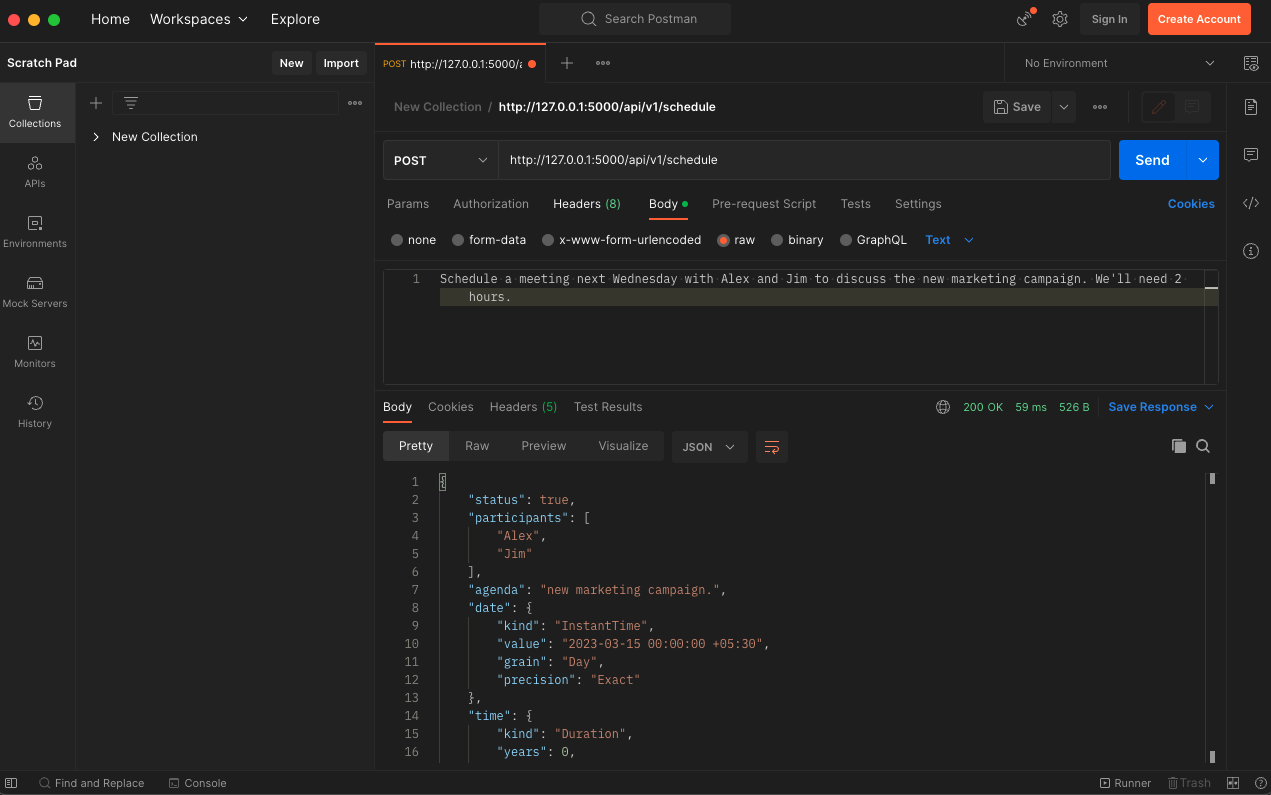 Home Workspaces Explore Search Postman Sign In Create Account
Scratch Pad New Import POST http://127.0.0.1:5000/a No Environment
New Collection / http://127.0.0.1:5000/api/v1/schedule Save
Collections
New Collection
APIs
Environments
Mock Servers
Monitors
History
POST http://127.0.0.1:5000/api/v1/schedule Send
Params Authorization Headers (8) Body Pre-request Script Tests Settings Cookies
none form-data x-www-form-urlencoded raw binary GraphQL Text
1 Schedule a meeting next Wednesday with Alex and Jim to discuss the new marketing campaign. We'll need 2
hours.
Body Cookies Headers (5) Test Results 200 OK 59 ms 526 B Save Response
Pretty Raw Preview Visualize JSON
1 {
2 "status": true,
3 "participants": [
4 "Alex",
5 "Jim"
6 ],
7 "agenda": "new marketing campaign.",
8 "date": {
9 "kind": "InstantTime",
10 "value": "2023-03-15 00:00:00 +05:30",
11 "grain": "Day",
12 "precision": "Exact"
13 },
14 "time": {
15 "kind": "Duration",
16 "years": 0,
Find and Replace Console Runner Trash